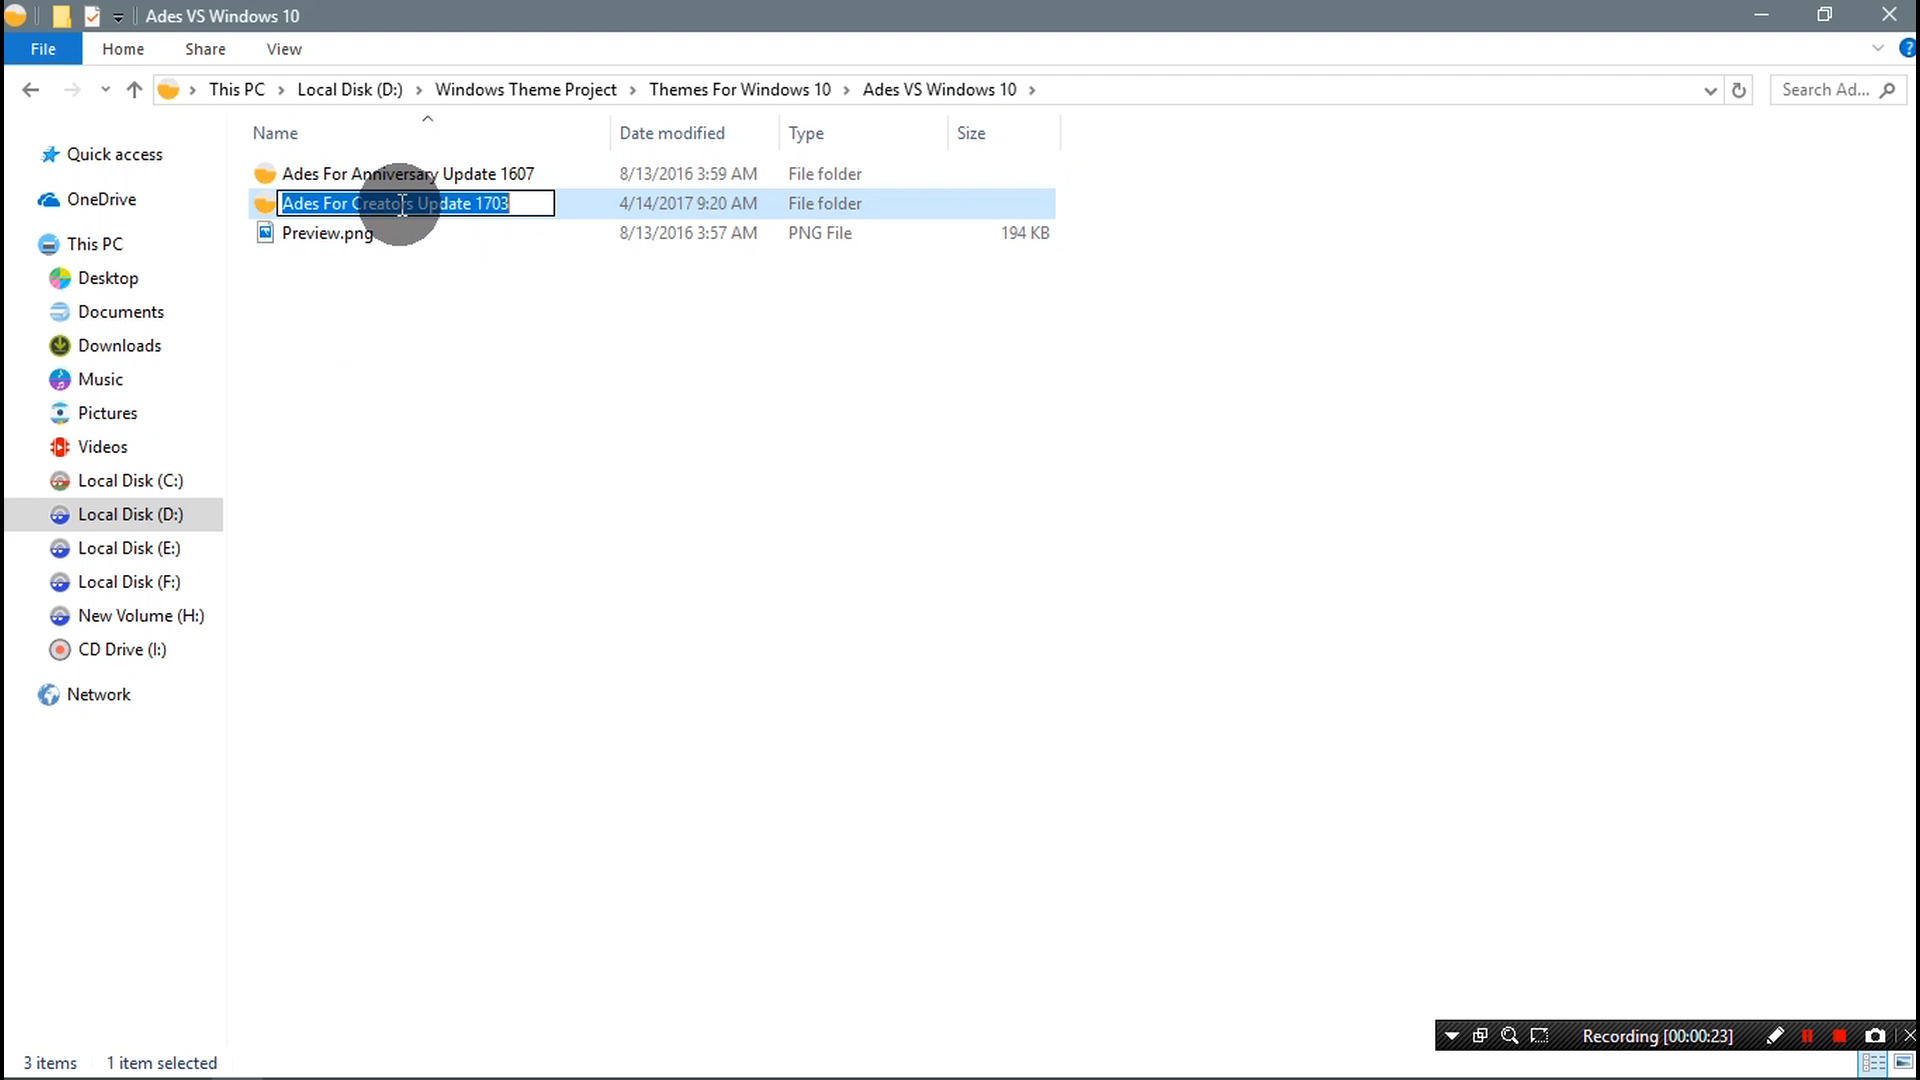 Ades VS Windows 10
File Home Share View
This PC Local Disk (D:) Windows Theme Project Themes For Windows 10 Ades VS Windows 10 Search Ad...
Name Date modified Type Size
Ades For Anniversary Update 1607 8/13/2016 3:59 AM File folder
Ades For Creators Update 1703 4/14/2017 9:20 AM File folder
Preview.png 8/13/2016 3:57 AM PNG File 194 KB
Quick access
OneDrive
This PC
Desktop
Documents
Downloads
Music
Pictures
Videos
Local Disk (C:)
Local Disk (D:)
Local Disk (E:)
Local Disk (F:)
New Volume (H:)
CD Drive (I:)
Network
Recording [00:00:23]
3 items 1 item selected